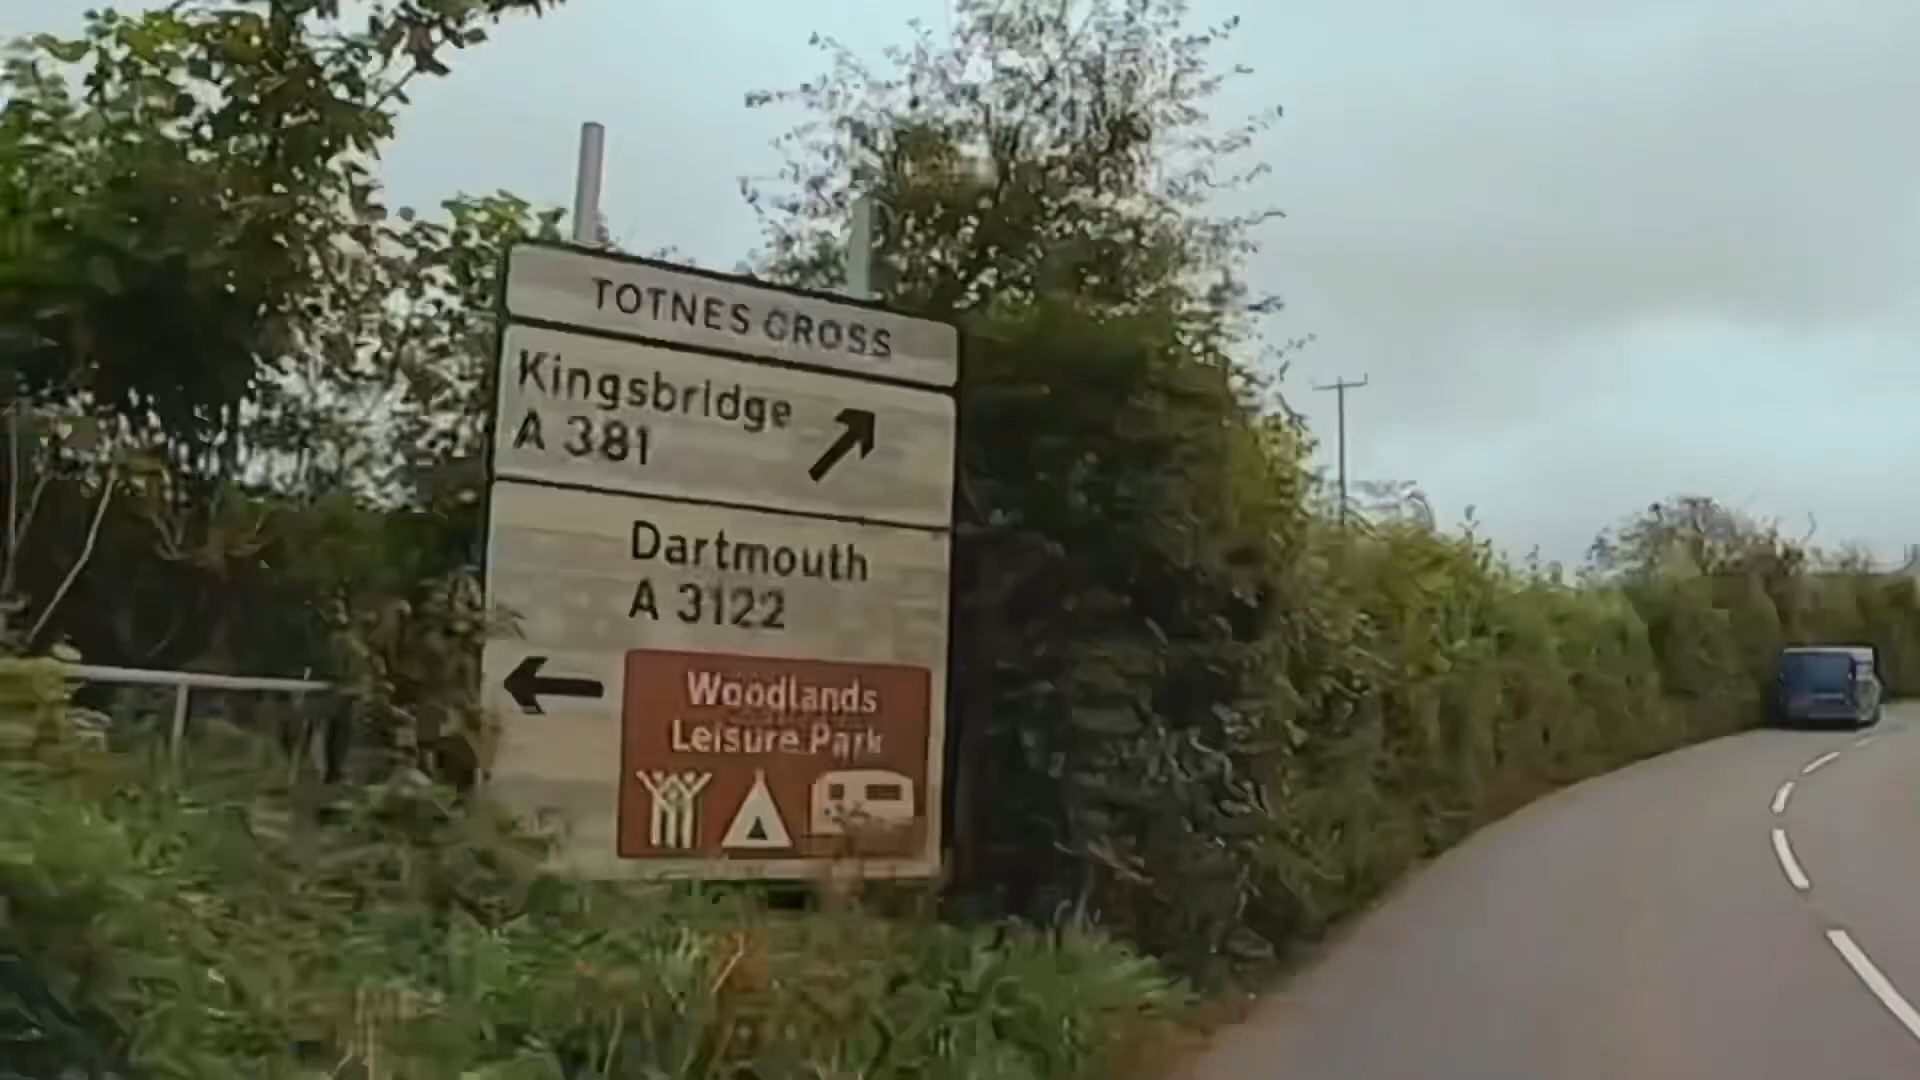 TOTNES CROSS
Kingsbridge
A 381
Dartmouth
A 3122
Woodlands
Leisure Park